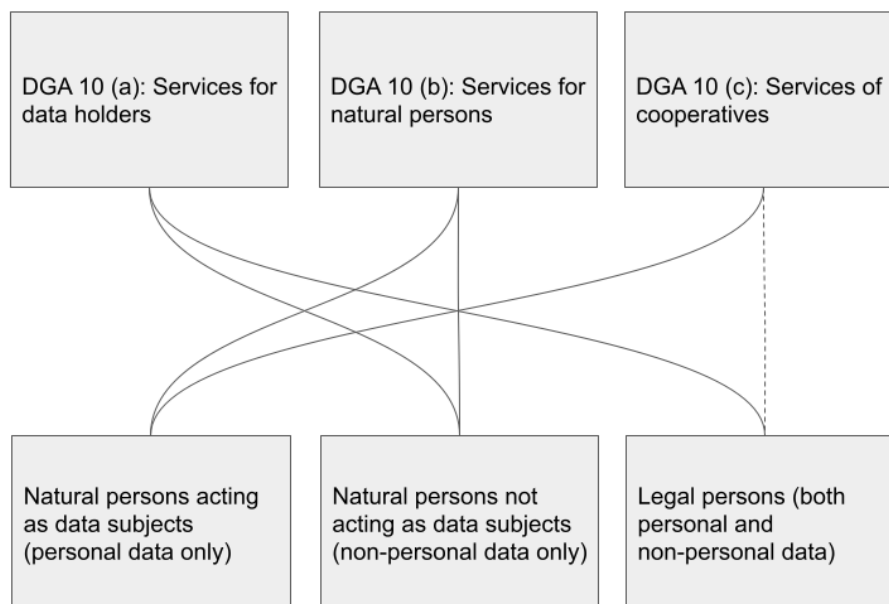 DGA 10 (a): Services for
data holders
DGA 10 (b): Services for
natural persons
DGA 10 (c): Services of
cooperatives
Natural persons acting
as data subjects
(personal data only)
Natural persons not
acting as data subjects
(non-personal data only)
Legal persons (both
personal and
non-personal data)